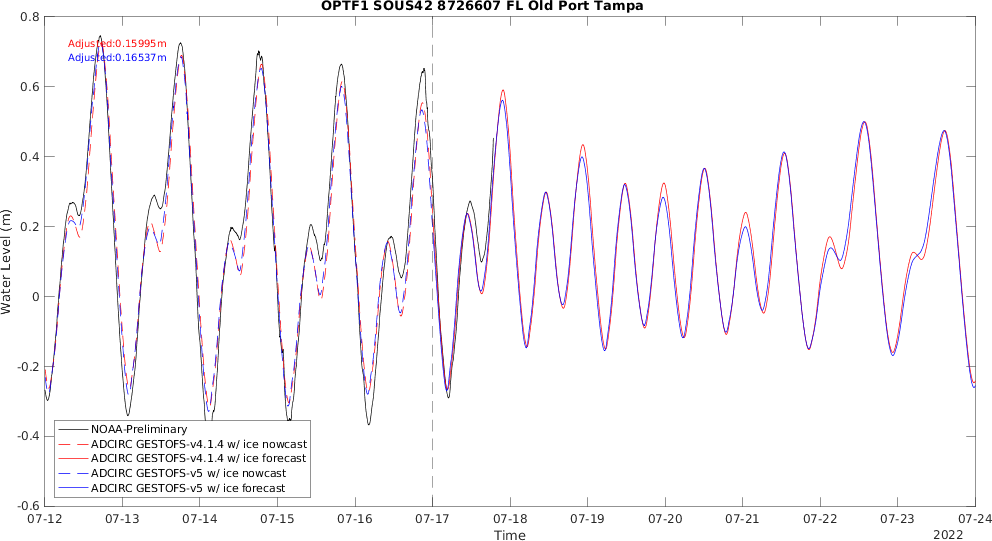 OPTF1 SOUS42 8726607 FL Old Port Tampa
Adjusted:0.15995m
Adjusted:0.16537m
Water Level (m)
0.8
0.6
0.4
0.2
0
-0.2
-0.4
-0.6
NOAA-Preliminary
ADCIRC GESTOFS-v4.1.4 w/ ice nowcast
ADCIRC GESTOFS-v4.1.4 w/ ice forecast
ADCIRC GESTOFS-v5 w/ ice nowcast
ADCIRC GESTOFS-v5 w/ ice forecast
07-12 07-13 07-14 07-15 07-16 07-17 07-18 07-19 07-20 07-21 07-22 07-23 07-24
Time
2022